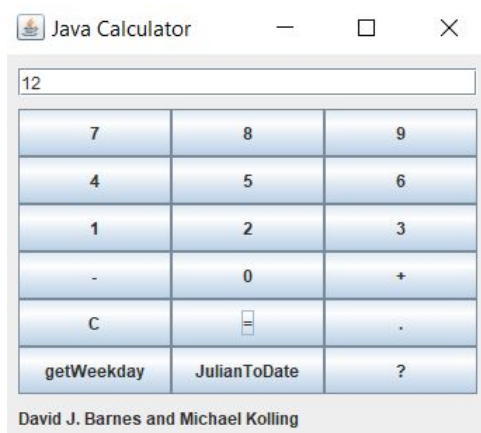 Java Calculator
12
7 8 9
4 5 6
1 2 3
- 0 +
C = .
getWeekday JulianToDate ?
David J. Barnes and Michael Kolling